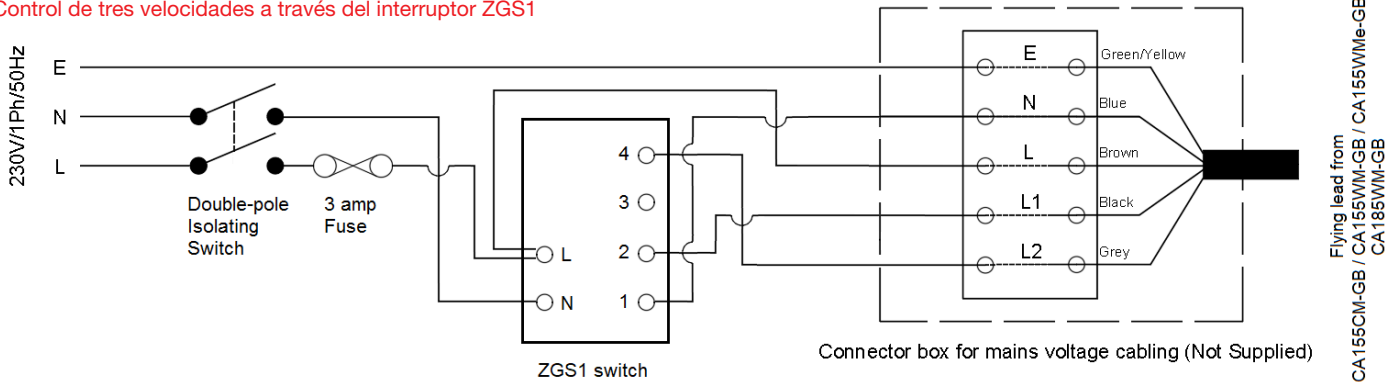 Control de tres velocidades a través del interruptor ZGS1
230V/1Ph/50Hz
E
N
L
Double-pole
Isolating
Switch
3 amp
Fuse
L
N
4
3
2
1
ZGS1 switch
E
N
L
L1
L2
Green/Yellow
Blue
Brown
Black
Grey
Connector box for mains voltage cabling (Not Supplied)
Flying lead from
CA155CM-GB / CA155WM-GB / CA155WMe-GB
CA185WM-GB